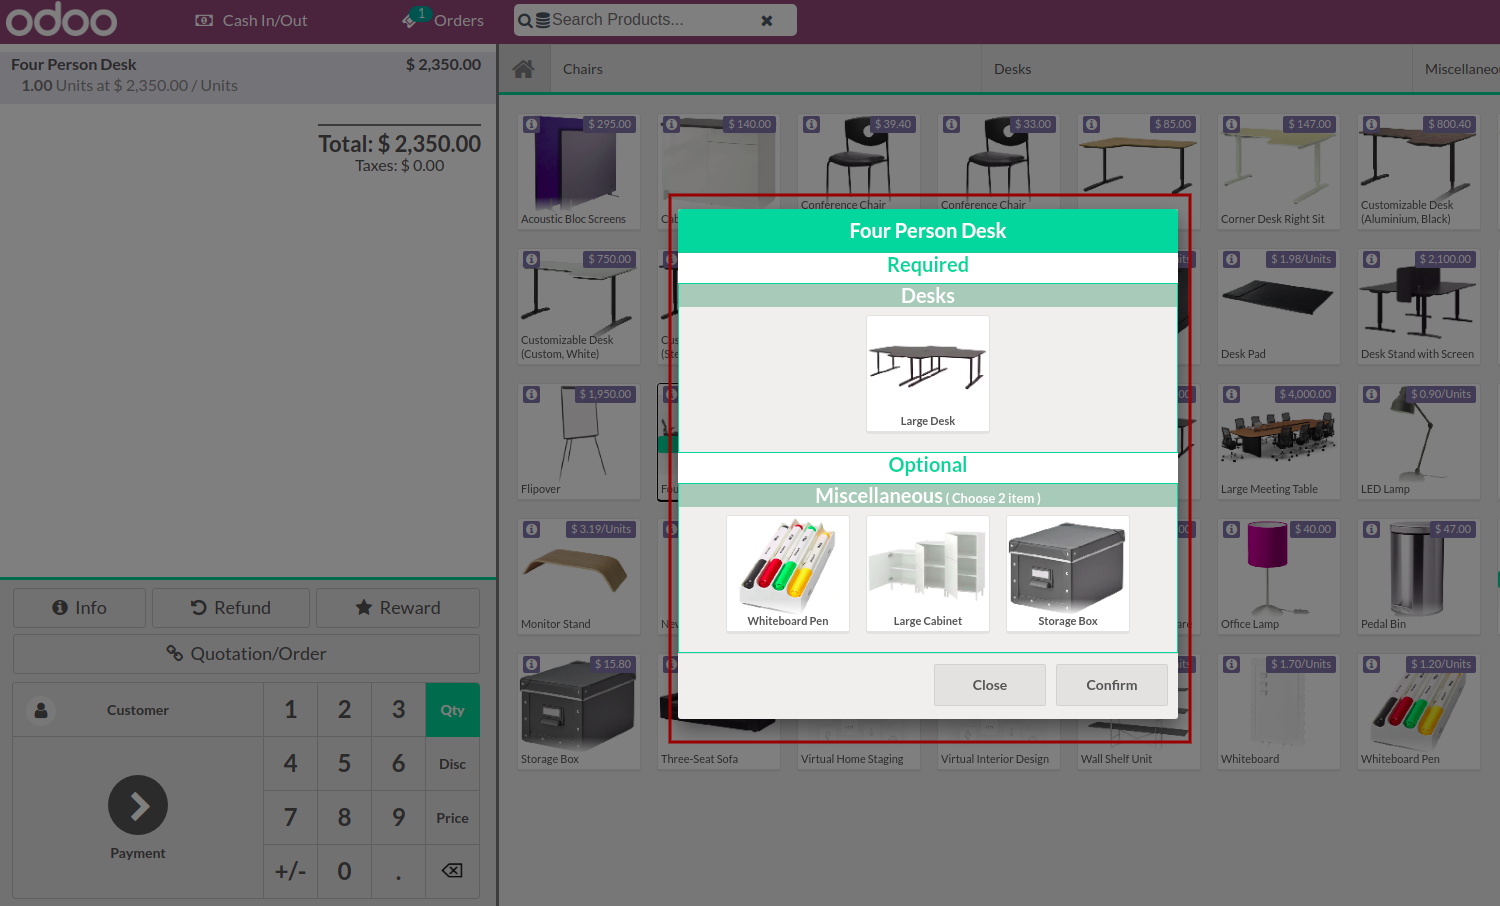 odoo
Cash In/Out
1
Orders
Search Products...
Four Person Desk $ 2,350.00
1.00 Units at $ 2,350.00 / Units
Total: $ 2,350.00
Taxes: $ 0.00
Chairs
Desks
Miscellaneou
$ 295.00
Acoustic Bloc Screens
$ 140.00
Cab
$ 39.40
Conference Chair
$ 33.00
Conference Chair
$ 85.00
$ 147.00
Corner Desk Right Sit
$ 800.40
Customizable Desk
(Aluminium, Black)
$ 750.00
Customizable Desk
(Custom, White)
Cus
(Ste
$ 1.98/Units
Desk Pad
$ 2,100.00
Desk Stand with Screen
$ 1,950.00
Flipover
Fou
$ 4,000.00
Large Meeting Table
$ 0.90/Units
LED Lamp
$ 3.19/Units
Monitor Stand
$ 40.00
Office Lamp
$ 47.00
Pedal Bin
$ 15.80
Storage Box
Three-Seat Sofa
Virtual Home Staging
Virtual Interior Design
Wall Shelf Unit
$ 1.70/Units
Whiteboard
$ 1.20/Units
Whiteboard Pen
Four Person Desk
Required
Desks
Large Desk
Optional
Miscellaneous ( Choose 2 item )
Whiteboard Pen
Large Cabinet
Storage Box
Close
Confirm
Info
Refund
Reward
Quotation/Order
Customer
1 2 3 Qty
4 5 6 Disc
7 8 9 Price
+/- 0 .
Payment